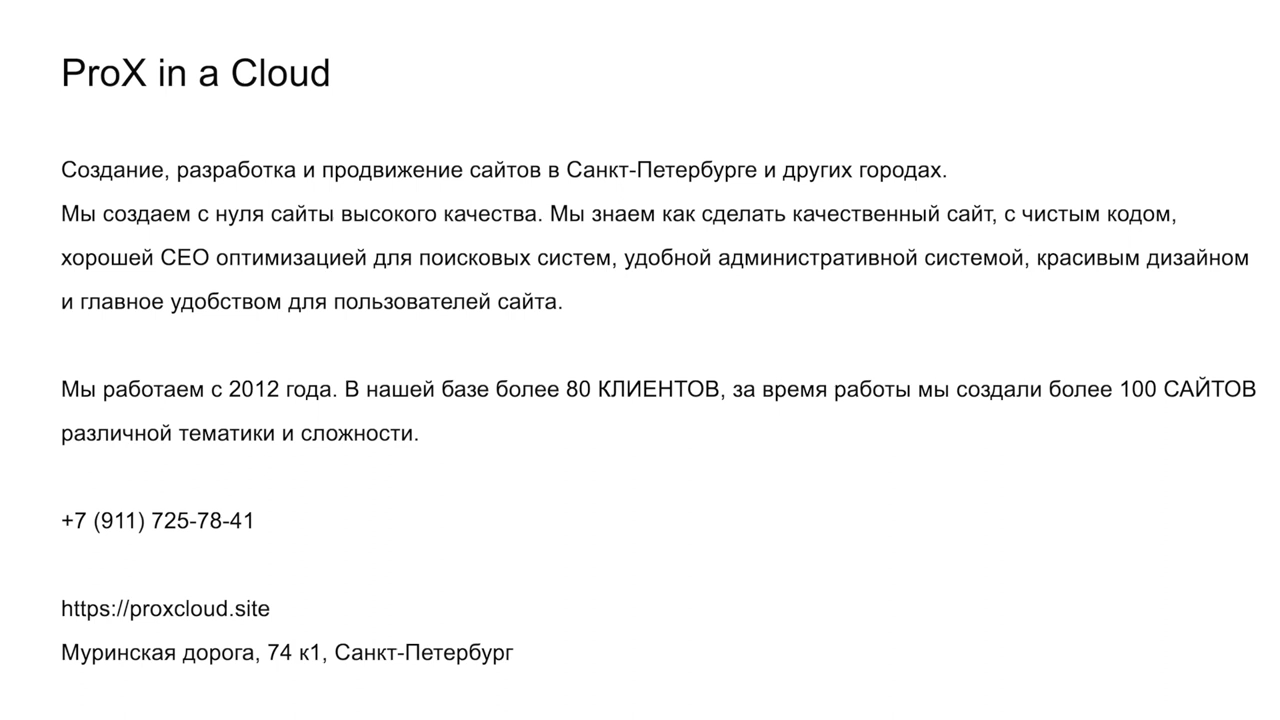 ProX in a Cloud
Создание, разработка и продвижение сайтов в Санкт-Петербурге и других городах.
Мы создаем с нуля сайты высокого качества. Мы знаем как сделать качественный сайт, с чистым кодом,
хорошей СЕО оптимизацией для поисковых систем, удобной административной системой, красивым дизайном
и главное удобством для пользователей сайта.
Мы работаем с 2012 года. В нашей базе более 80 КЛИЕНТОВ, за время работы мы создали более 100 САЙТОВ
различной тематики и сложности.
+7 (911) 725-78-41
https://proxcloud.site
Муринская дорога, 74 к1, Санкт-Петербург